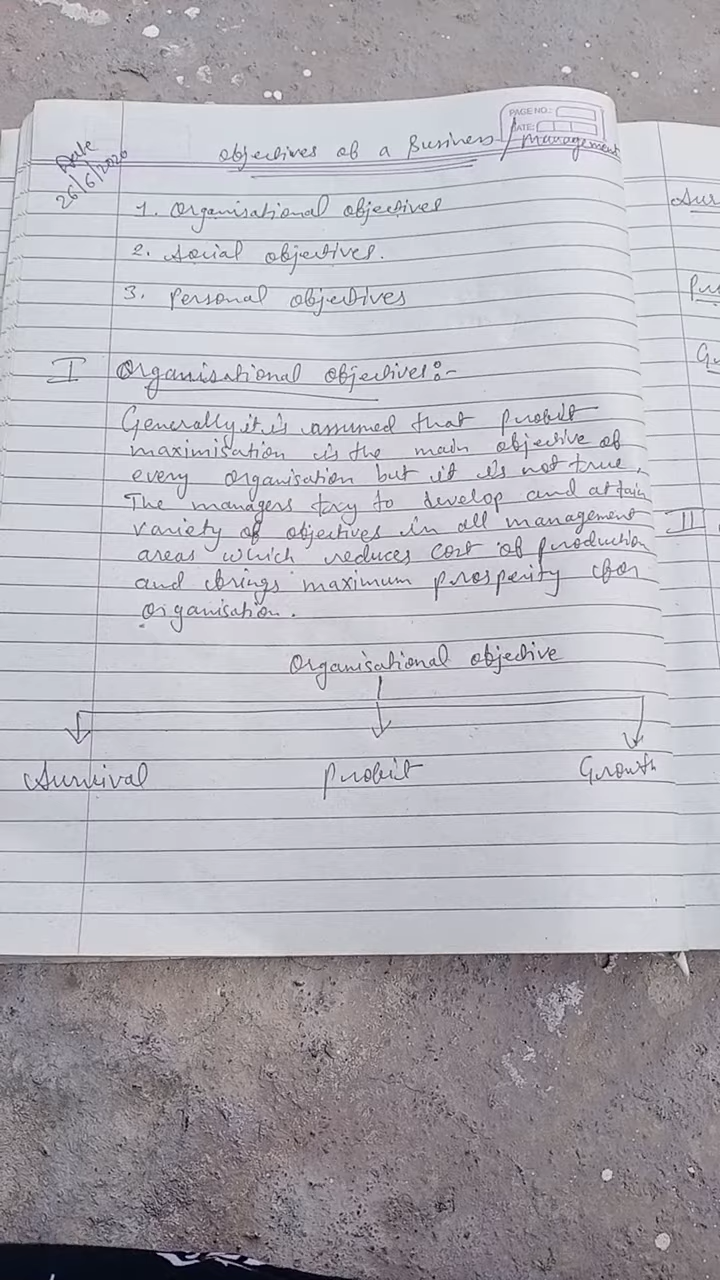 PAGE NO.:
DATE:
Date
26/6/2020
Objectives of a Business / Management
1. Organisational objectives
2. Social objectives.
3. Personal objectives
I Organisational objectives:-
Generally it is assumed that profit
maximisation is the main objective of
every organisation but it is not true.
The managers try to develop and attain
variety of objectives in all management
areas which reduces cost of production
and brings maximum prosperity for
organisation.
Organisational objective
Survival Profit Growth
II